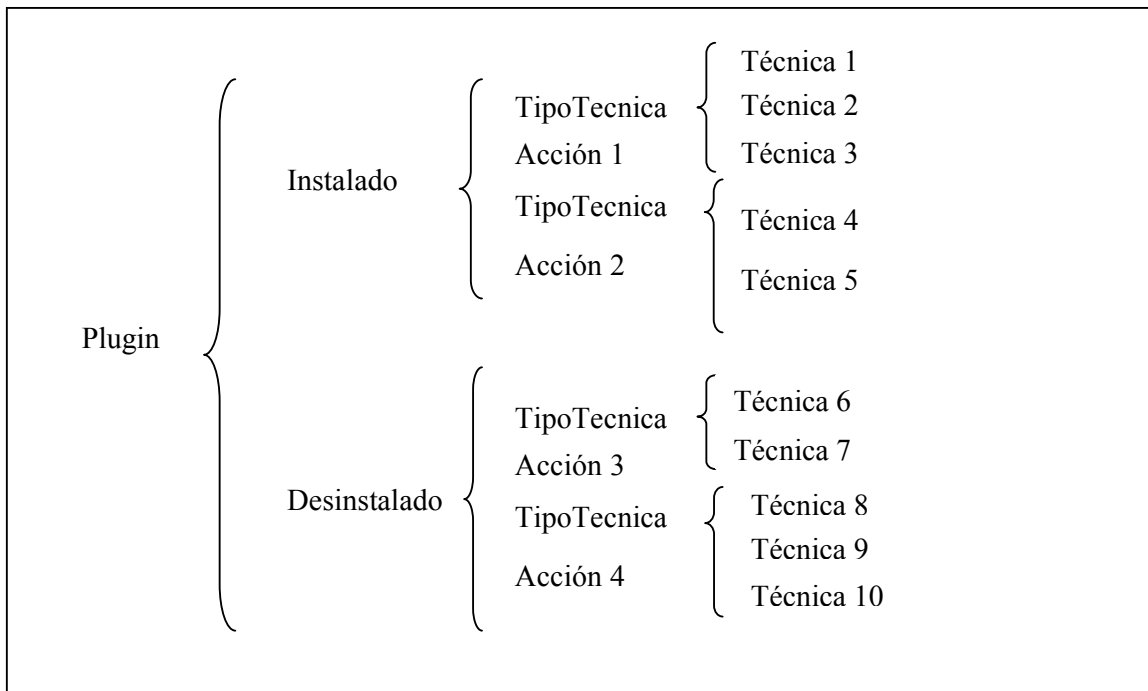 Plugin
Instalado
TipoTecnica
Acción 1
TipoTecnica
Acción 2
Técnica 1
Técnica 2
Técnica 3
Técnica 4
Técnica 5
Desinstalado
TipoTecnica
Acción 3
TipoTecnica
Acción 4
Técnica 6
Técnica 7
Técnica 8
Técnica 9
Técnica 10